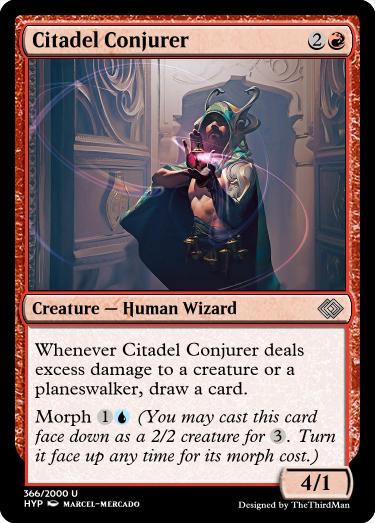 Citadel Conjurer 2
Creature — Human Wizard
Whenever Citadel Conjurer deals
excess damage to a creature or a
planeswalker, draw a card.
Morph 1 (You may cast this card
face down as a 2/2 creature for 3. Turn
it face up any time for its morph cost.)
4/1
366/2000 U
HYP MARCEL-MERCADO Designed by TheThirdMan